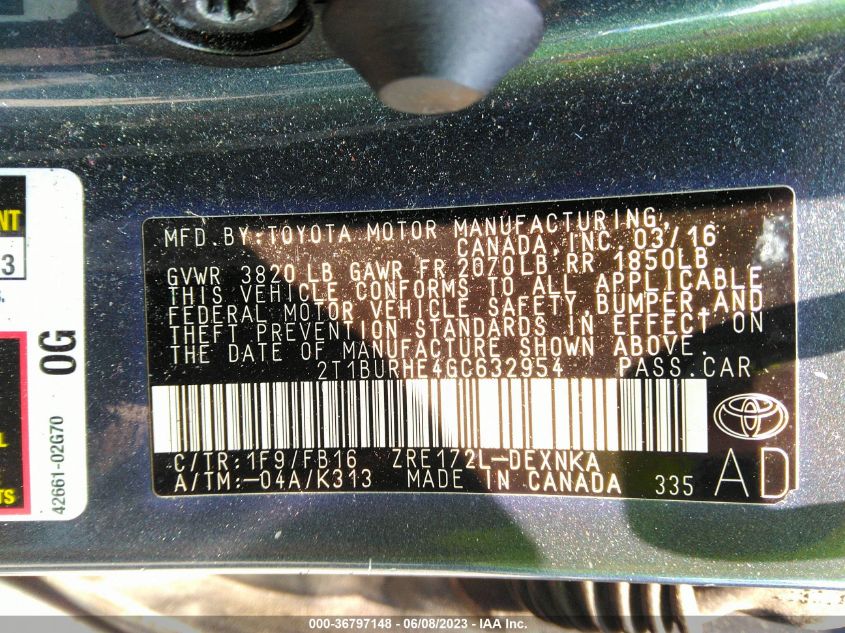 NT
3
S.
0G
L
TS
42661-02G70
MFD.BY:TOYOTA MOTOR MANUFACTURING,
CANADA, INC. 03/16
GVWR 3820 LB GAWR FR 2070LB RR 1850LB
THIS VEHICLE CONFORMS TO ALL APPLICABLE
FEDERAL MOTOR VEHICLE SAFETY, BUMPER, AND
THEFT PREVENTION STANDARDS IN EFFECT ON
THE DATE OF MANUFACTURE SHOWN ABOVE.
2T1BURHE4GC632954 PASS.CAR
C/TR:1F9/FB16 ZRE172L-DEXNKA
A/TM:-04A/K313 MADE IN CANADA 335
AD
000-36797148 - 06/08/2023 - IAA Inc.